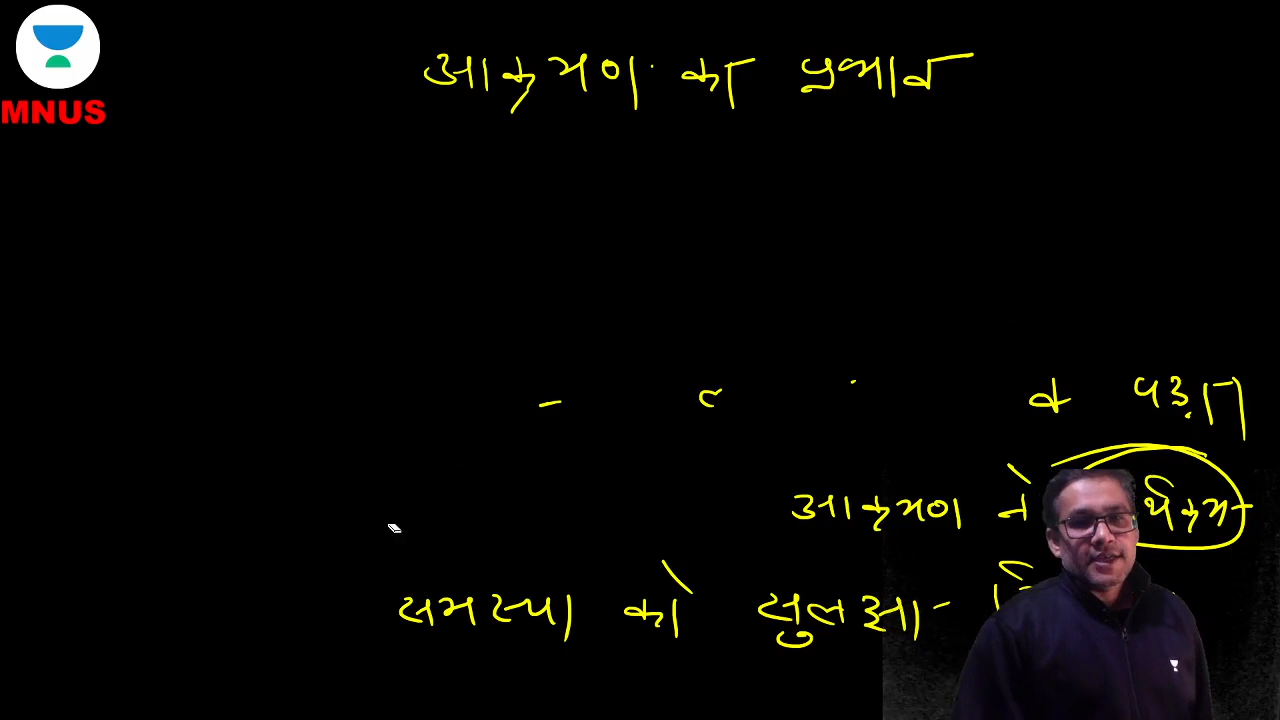 MNUS
आक्रमण का प्रभाव
व पड़ा
आक्रमण ने
समस्या को सुलझा